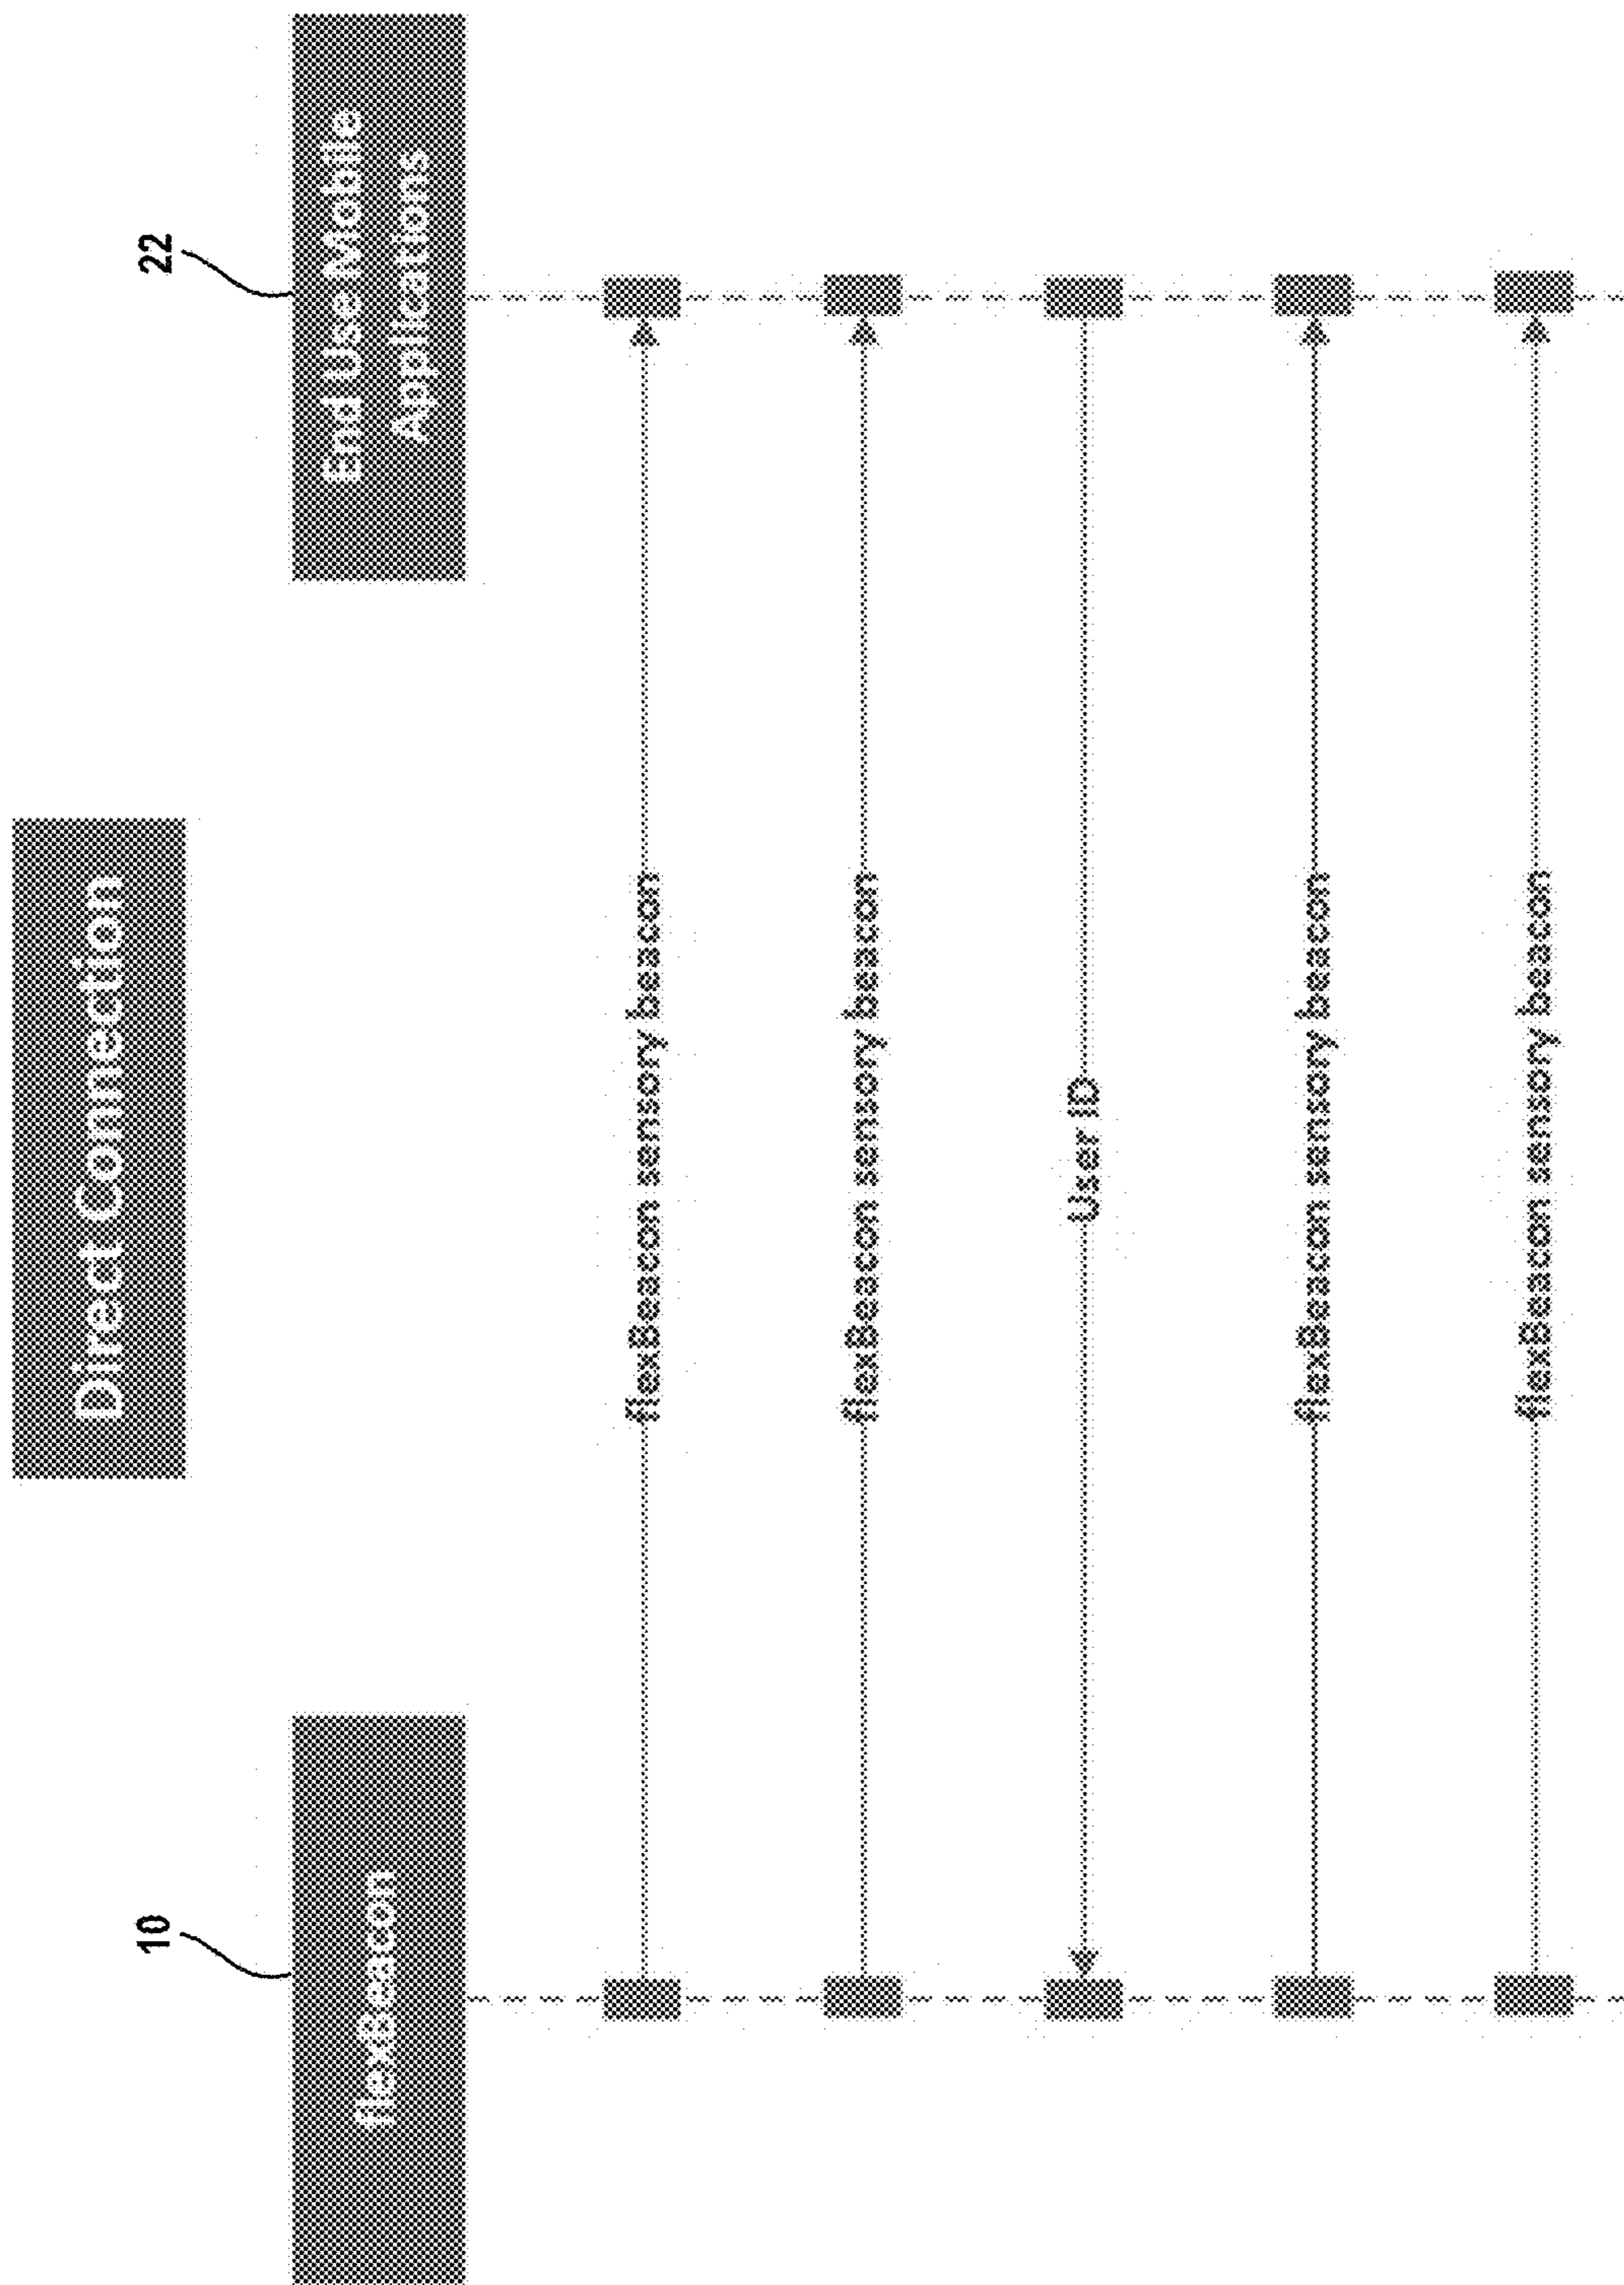 Direct Connection
10
22
flexBeacon
End Use Mobile
Applications
flexBeacon sensory beacon
flexBeacon sensory beacon
User ID
flexBeacon sensory beacon
flexBeacon sensory beacon